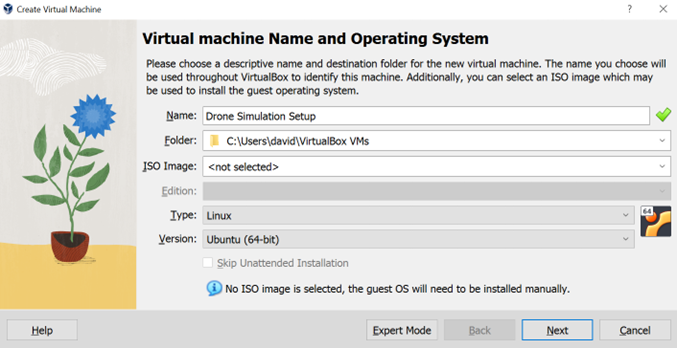 Create Virtual Machine
Virtual machine Name and Operating System
Please choose a descriptive name and destination folder for the new virtual machine. The name you choose will
be used throughout VirtualBox to identify this machine. Additionally, you can select an ISO image which may
be used to install the guest operating system.
Name: Drone Simulation Setup
Folder: C:\Users\david\VirtualBox VMs
ISO Image: <not selected>
Edition:
Type: Linux
64
Version: Ubuntu (64-bit)
Skip Unattended Installation
No ISO image is selected, the guest OS will need to be installed manually.
Help Expert Mode Back Next Cancel